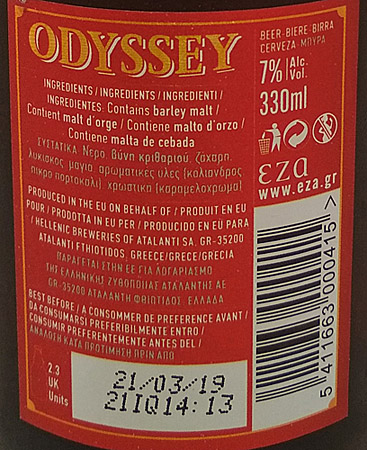 ODYSSEY
INGREDIENTS / INGREDIENTS / INGREDIENTI /
INGREDIENTES: Contains barley malt /
Contient malt d'orge / Contiene malto d'orzo /
Contiene malta de cebada
ΣΥΣΤΑΤΙΚΑ: Νερό, Βύνη κριθαριού, ζάχαρη,
λυκίσκος, μαγιά, αρωματικές ύλες (κολίανδρος,
πικρό πορτοκάλι), χρωστική (καραμελόχρωμα)
PRODUCED IN THE EU ON BEHALF OF / PRODUIT EN EU
POUR / PRODOTTA IN EU PER / PRODUCIDO EN EU PARA
/ HELLENIC BREWERIES OF ATALANTI SA. GR-35200
ATALANTI FTHIOTIDOS, GREECE/GRECE/GRECIA
ΠΑΡΑΓΕΤΑΙ ΣΤΗΝ ΕΕ ΓΙΑ ΛΟΓΑΡΙΑΣΜΟ
ΤΗΣ ΕΛΛΗΝΙΚΗΣ ΖΥΘΟΠΟΙΙΑΣ ΑΤΑΛΑΝΤΗΣ ΑΕ
GR-35200 ΑΤΑΛΑΝΤΗ ΦΘΙΩΤΙΔΟΣ, ΕΛΛΑΔΑ
BEST BEFORE / A CONSOMMER DE PREFERENCE AVANT /
DA CONSUMARSI PREFERIBILMENTE ENTRO /
CONSUMIR PREFERENTEMENTE ANTES DEL /
ΑΝΑΛΩΣΗ ΚΑΤΑ ΠΡΟΤΙΜΗΣΗ ΠΡΙΝ ΑΠΟ
2.3
UK
Units
21/03/19
21IQ14:13
BEER-BIERE-BIRRA
CERVEZA-ΜΠΥΡΑ
7% Alc.
Vol.
330ml
εza
www.eza.gr
5 411663 000415 >